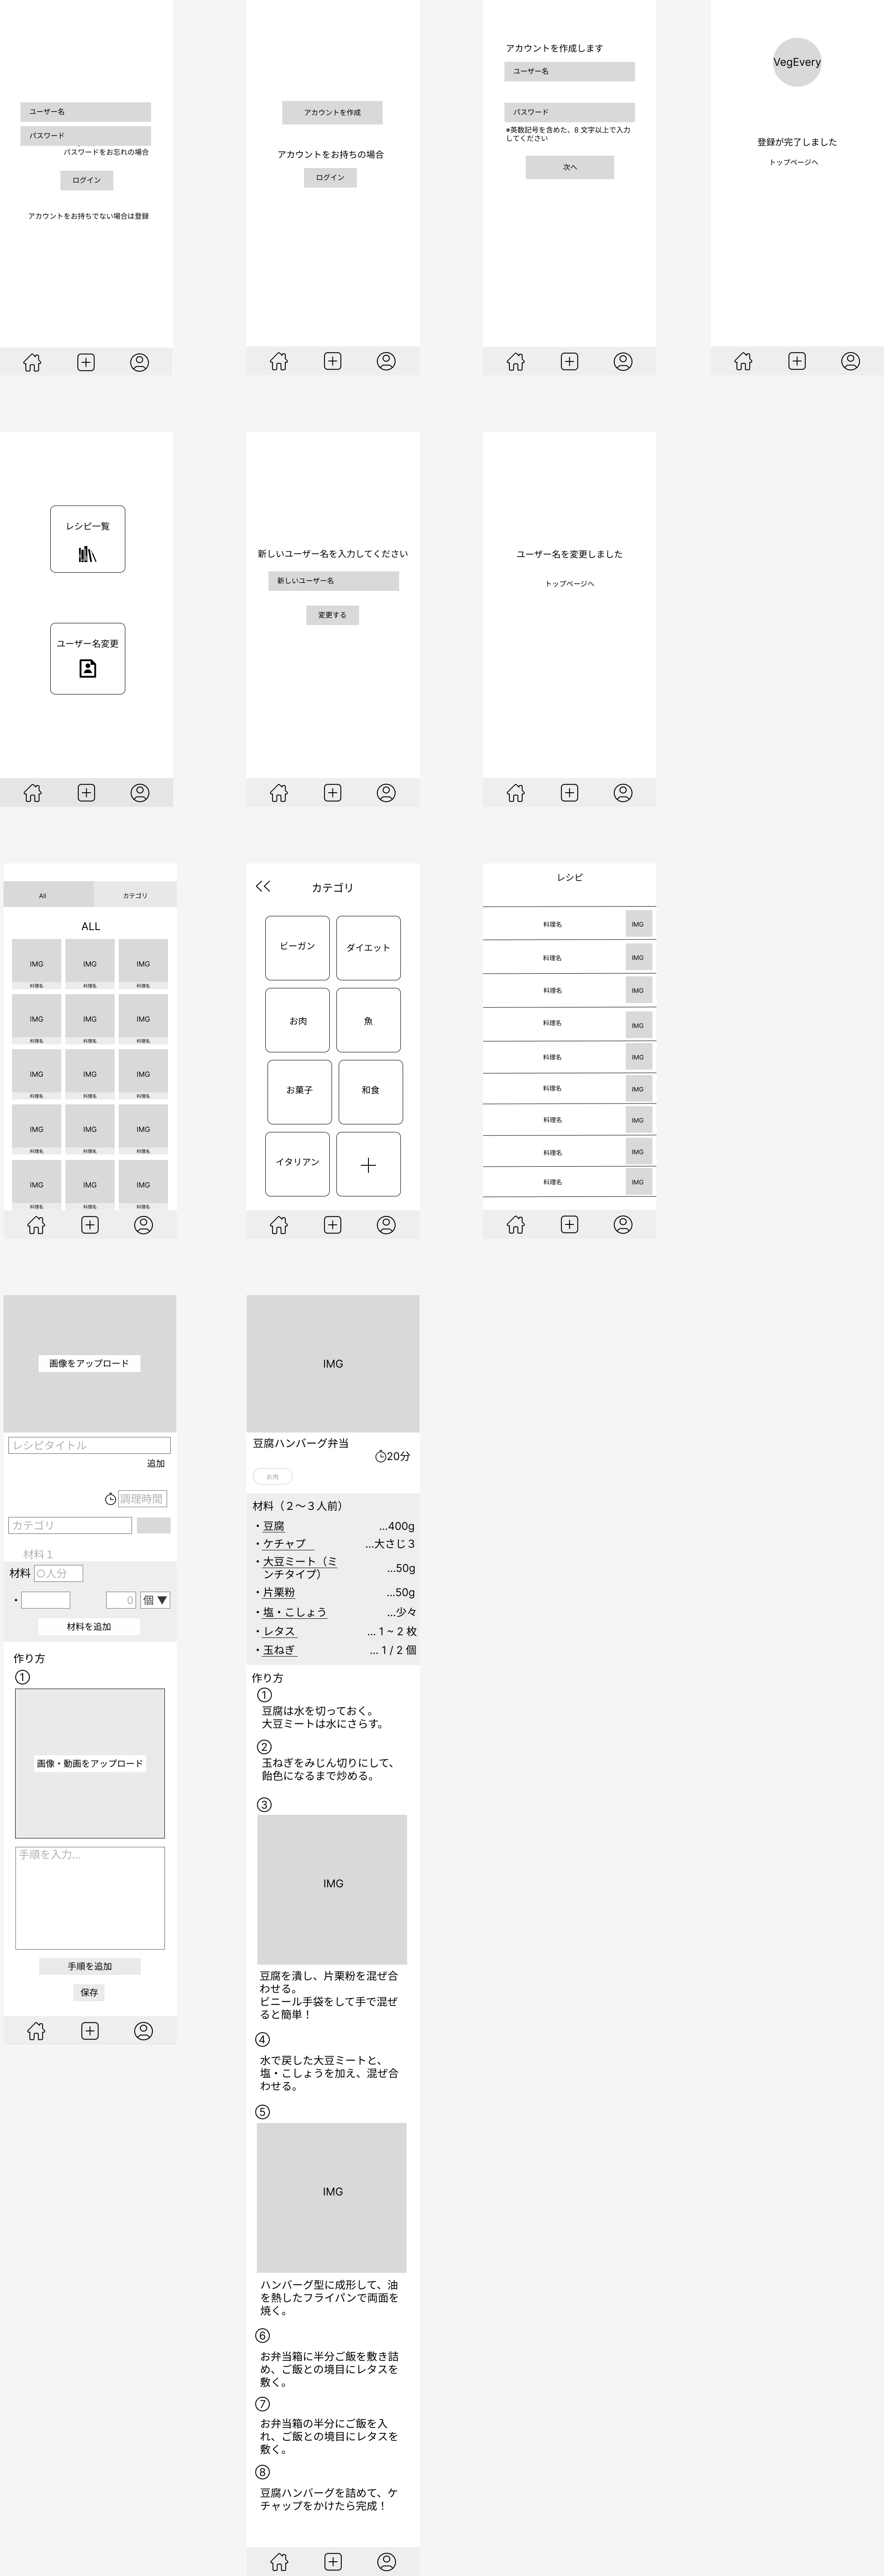 ユーザー名
パスワード
パスワードをお忘れの場合
ログイン
アカウントをお持ちでない場合は登録
アカウントを作成
アカウントをお持ちの場合
ログイン
アカウントを作成します
ユーザー名
パスワード
※英数記号を含めた、8 文字以上で入力
してください
次へ
VegEvery
登録が完了しました
トップページへ
レシピ一覧
ユーザー名変更
新しいユーザー名を入力してください
新しいユーザー名
変更する
ユーザー名を変更しました
トップページへ
All
カテゴリ
ALL
IMG IMG IMG
料理名 料理名 料理名
IMG IMG IMG
料理名 料理名 料理名
IMG IMG IMG
料理名 料理名 料理名
IMG IMG IMG
料理名 料理名 料理名
IMG IMG IMG
料理名 料理名 料理名
カテゴリ
ビーガン
ダイエット
お肉
魚
お菓子
和食
イタリアン
レシピ
料理名 IMG
料理名 IMG
料理名 IMG
料理名 IMG
料理名 IMG
料理名 IMG
料理名 IMG
料理名 IMG
料理名 IMG
画像をアップロード
レシピタイトル
追加
調理時間
カテゴリ
材料１
材料 〇人分
・ 0 個 ▼
材料を追加
作り方
①
画像・動画をアップロード
手順を入力...
手順を追加
保存
IMG
豆腐ハンバーグ弁当
20分
お肉
材料（２〜３人前）
・豆腐 …400g
・ケチャプ …大さじ３
・大豆ミート（ミ
ンチタイプ） …50g
・片栗粉 …50g
・塩・こしょう …少々
・レタス … 1 ~ 2 枚
・玉ねぎ … 1 / 2 個
作り方
①
豆腐は水を切っておく。
大豆ミートは水にさらす。
②
玉ねぎをみじん切りにして、
飴色になるまで炒める。
③
IMG
豆腐を潰し、片栗粉を混ぜ合
わせる。
ビニール手袋をして手で混ぜ
ると簡単！
④
水で戻した大豆ミートと、
塩・こしょうを加え、混ぜ合
わせる。
⑤
IMG
ハンバーグ型に成形して、油
を熱したフライパンで両面を
焼く。
⑥
お弁当箱に半分ご飯を敷き詰
め、ご飯との境目にレタスを
敷く。
⑦
お弁当箱の半分にご飯を入
れ、ご飯との境目にレタスを
敷く。
⑧
豆腐ハンバーグを詰めて、ケ
チャップをかけたら完成！